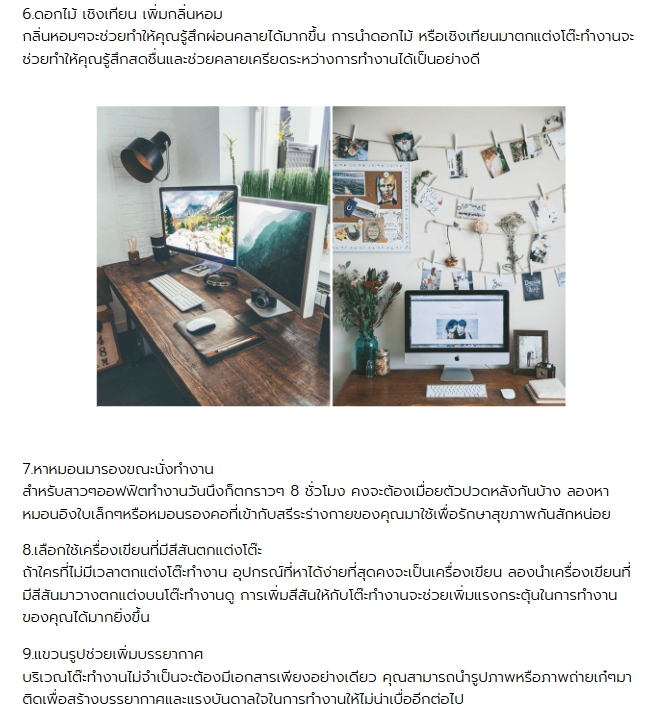 6.ดอกไม้ เชิงเทียน เพิ่มกลิ่นหอม
กลิ่นหอมๆจะช่วยทำให้คุณรู้สึกผ่อนคลายได้มากขึ้น การนำดอกไม้ หรือเชิงเทียนมาตกแต่งโต๊ะทำงานจะ
ช่วยทำให้คุณรู้สึกสดชื่นและช่วยคลายเครียดระหว่างการทำงานได้เป็นอย่างดี
7.หาหมอนมารองขณะนั่งทำงาน
สำหรับสาวๆออฟฟิตทำงานวันนึงก็ตกราวๆ 8 ชั่วโมง คงจะต้องเมื่อยตัวปวดหลังกันบ้าง ลองหา
หมอนอิงใบเล็กๆหรือหมอนรองคอที่เข้ากับสรีระร่างกายของคุณมาใช้เพื่อรักษาสุขภาพกันสักหน่อย
8.เลือกใช้เครื่องเขียนที่มีสีสันตกแต่งโต๊ะ
ถ้าใครที่ไม่มีเวลาตกแต่งโต๊ะทำงาน อุปกรณ์ที่หาได้ง่ายที่สุดคงจะเป็นเครื่องเขียน ลองนำเครื่องเขียนที่
มีสีสันมาวางตกแต่งบนโต๊ะทำงานดู การเพิ่มสีสันให้กับโต๊ะทำงานจะช่วยเพิ่มแรงกระตุ้นในการทำงาน
ของคุณได้มากยิ่งขึ้น
9.แขวนรูปช่วยเพิ่มบรรยากาศ
บริเวณโต๊ะทำงานไม่จำเป็นจะต้องมีเอกสารเพียงอย่างเดียว คุณสามารถนำรูปภาพหรือภาพถ่ายเก๋ๆมา
ติดเพื่อสร้างบรรยากาศและแรงบันดาลใจในการทำงานให้ไม่น่าเบื่ออีกต่อไป